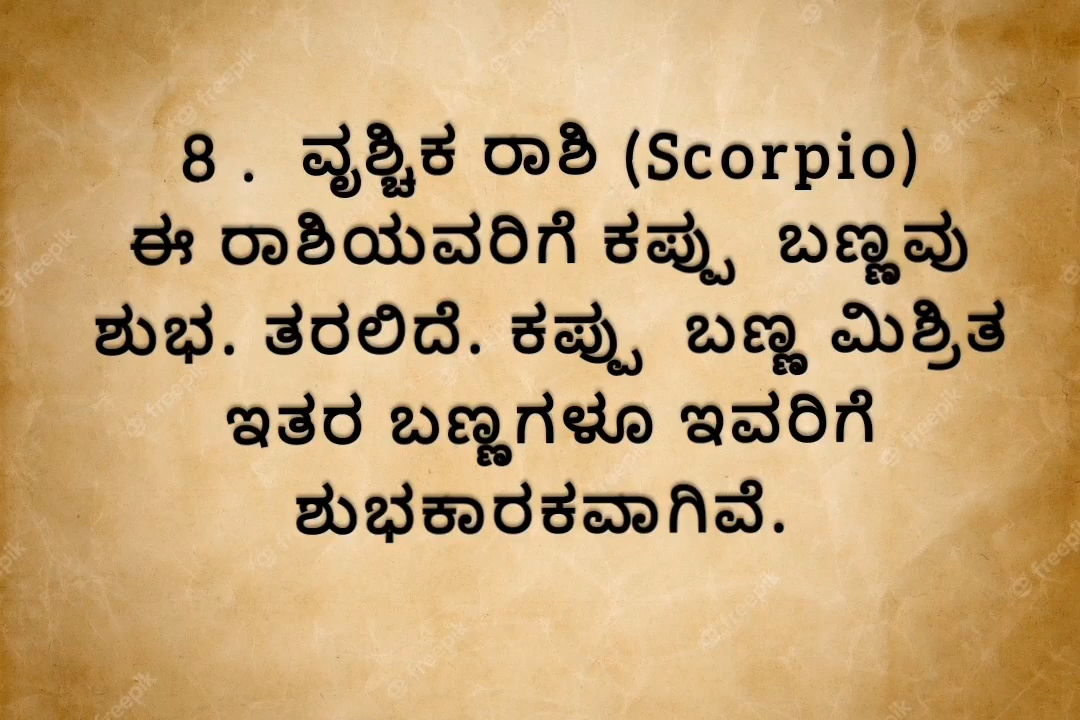 8 . ವೃಶ್ಚಿಕ ರಾಶಿ (Scorpio)
ಈ ರಾಶಿಯವರಿಗೆ ಕಪ್ಪು ಬಣ್ಣವು
ಶುಭ. ತರಲಿದೆ. ಕಪ್ಪು ಬಣ್ಣ ಮಿಶ್ರಿತ
ಇತರ ಬಣ್ಣಗಳೂ ಇವರಿಗೆ
ಶುಭಕಾರಕವಾಗಿವೆ.